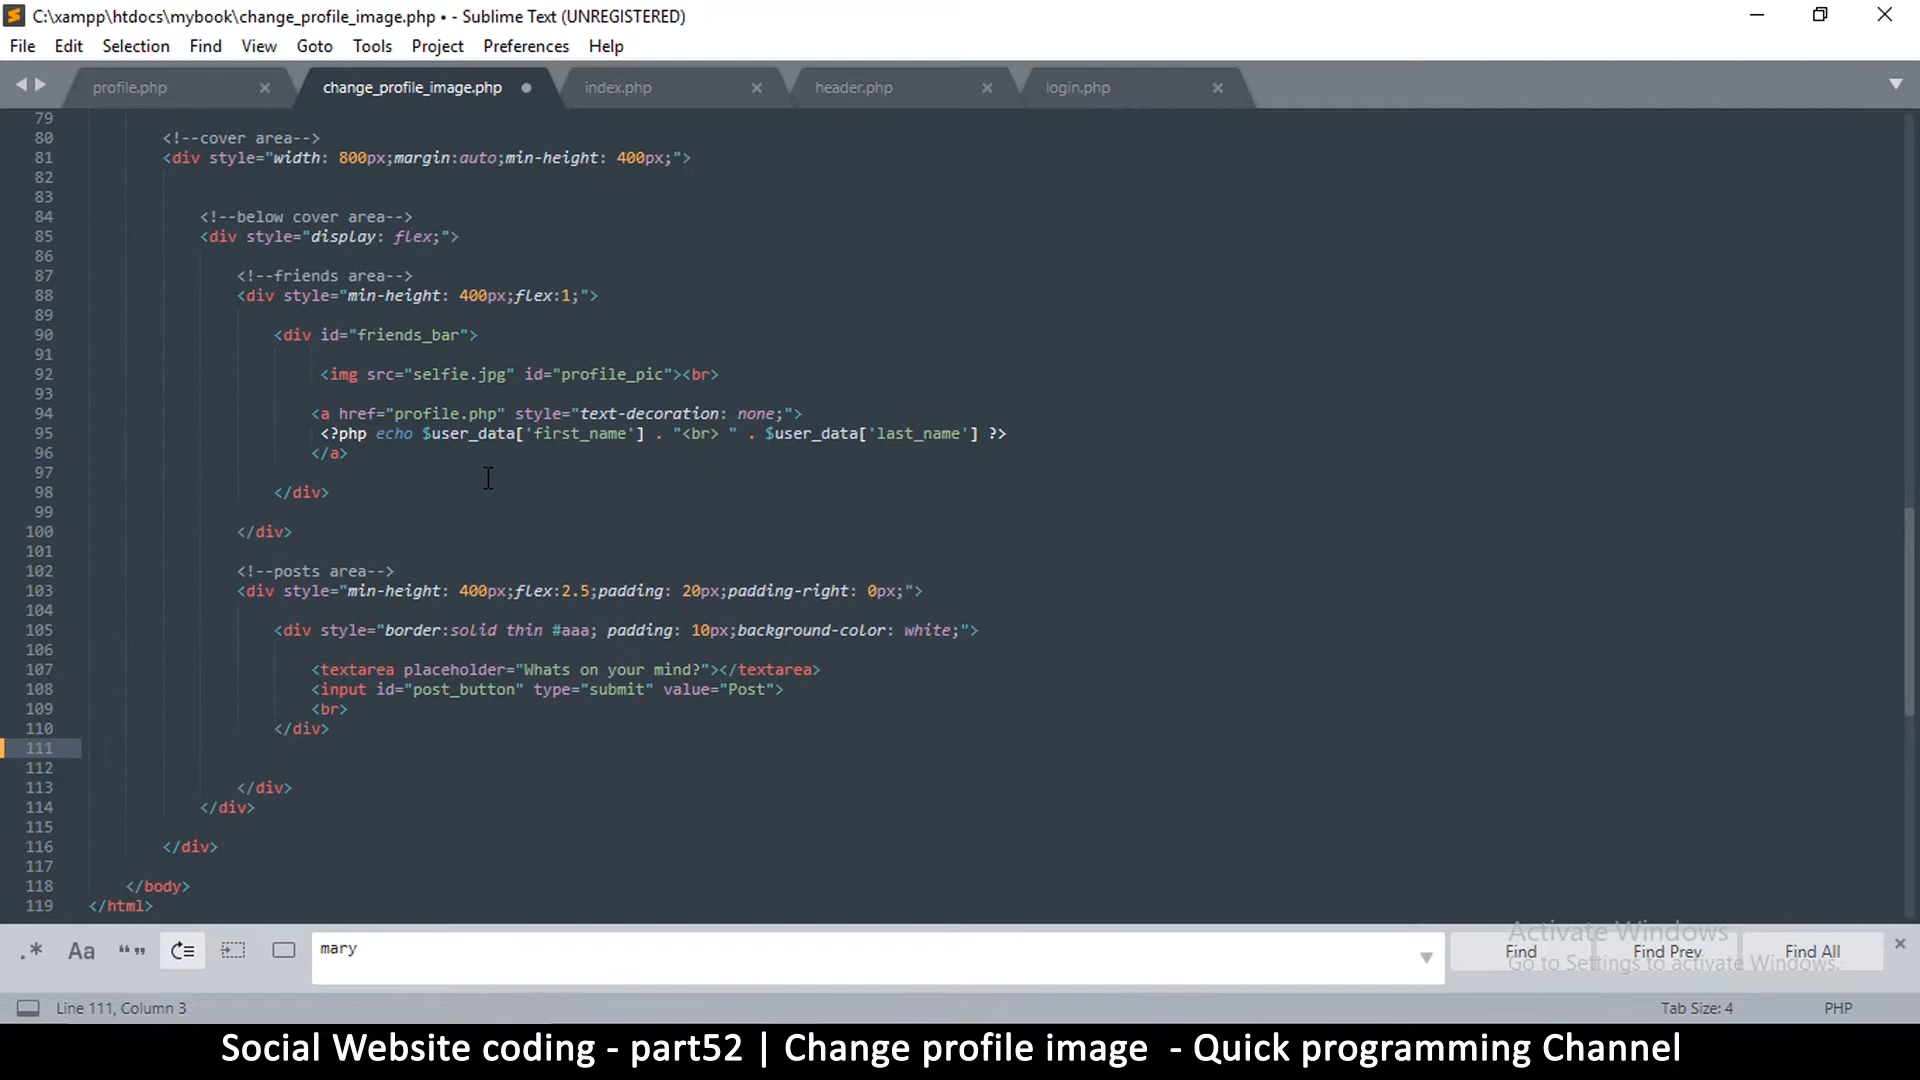 C:\xampp\htdocs\mybook\change_profile_image.php • - Sublime Text (UNREGISTERED)
File Edit Selection Find View Goto Tools Project Preferences Help
profile.php × change_profile_image.php index.php × header.php × login.php ×
79
80 <!--cover area-->
81 <div style="width: 800px;margin:auto;min-height: 400px;">
82
83
84 <!--below cover area-->
85 <div style="display: flex;">
86
87 <!--friends area-->
88 <div style="min-height: 400px;flex:1;">
89
90 <div id="friends_bar">
91
92 <img src="selfie.jpg" id="profile_pic"><br>
93
94 <a href="profile.php" style="text-decoration: none;">
95 <?php echo $user_data['first_name'] . "<br> " . $user_data['last_name'] ?>
96 </a>
97
98 </div>
99
100 </div>
101
102 <!--posts area-->
103 <div style="min-height: 400px;flex:2.5;padding: 20px;padding-right: 0px;">
104
105 <div style="border:solid thin #aaa; padding: 10px;background-color: white;">
106
107 <textarea placeholder="Whats on your mind?"></textarea>
108 <input id="post_button" type="submit" value="Post">
109 <br>
110 </div>
111
112
113 </div>
114 </div>
115
116 </div>
117
118 </body>
119 </html>
.* Aa “” mary Find Find Prev Find All ×
Activate Windows
Go to Settings to activate Windows.
Line 111, Column 3 Tab Size: 4 PHP
Social Website coding - part52 | Change profile image - Quick programming Channel